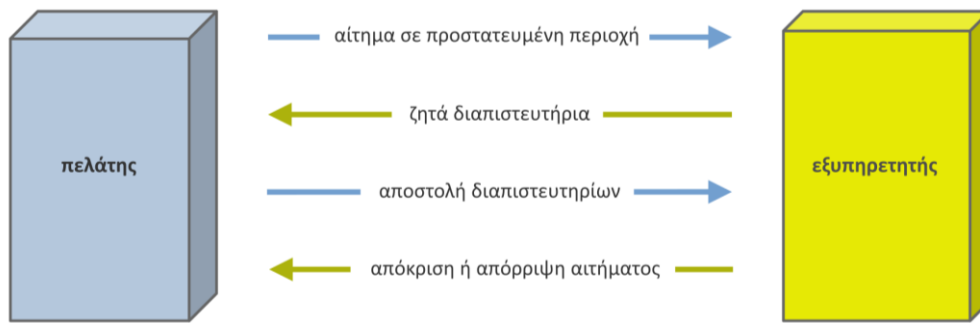 αίτημα σε προστατευμένη περιοχή
ζητά διαπιστευτήρια
πελάτης
εξυπηρετητής
αποστολή διαπιστευτηρίων
απόκριση ή απόρριψη αιτήματος